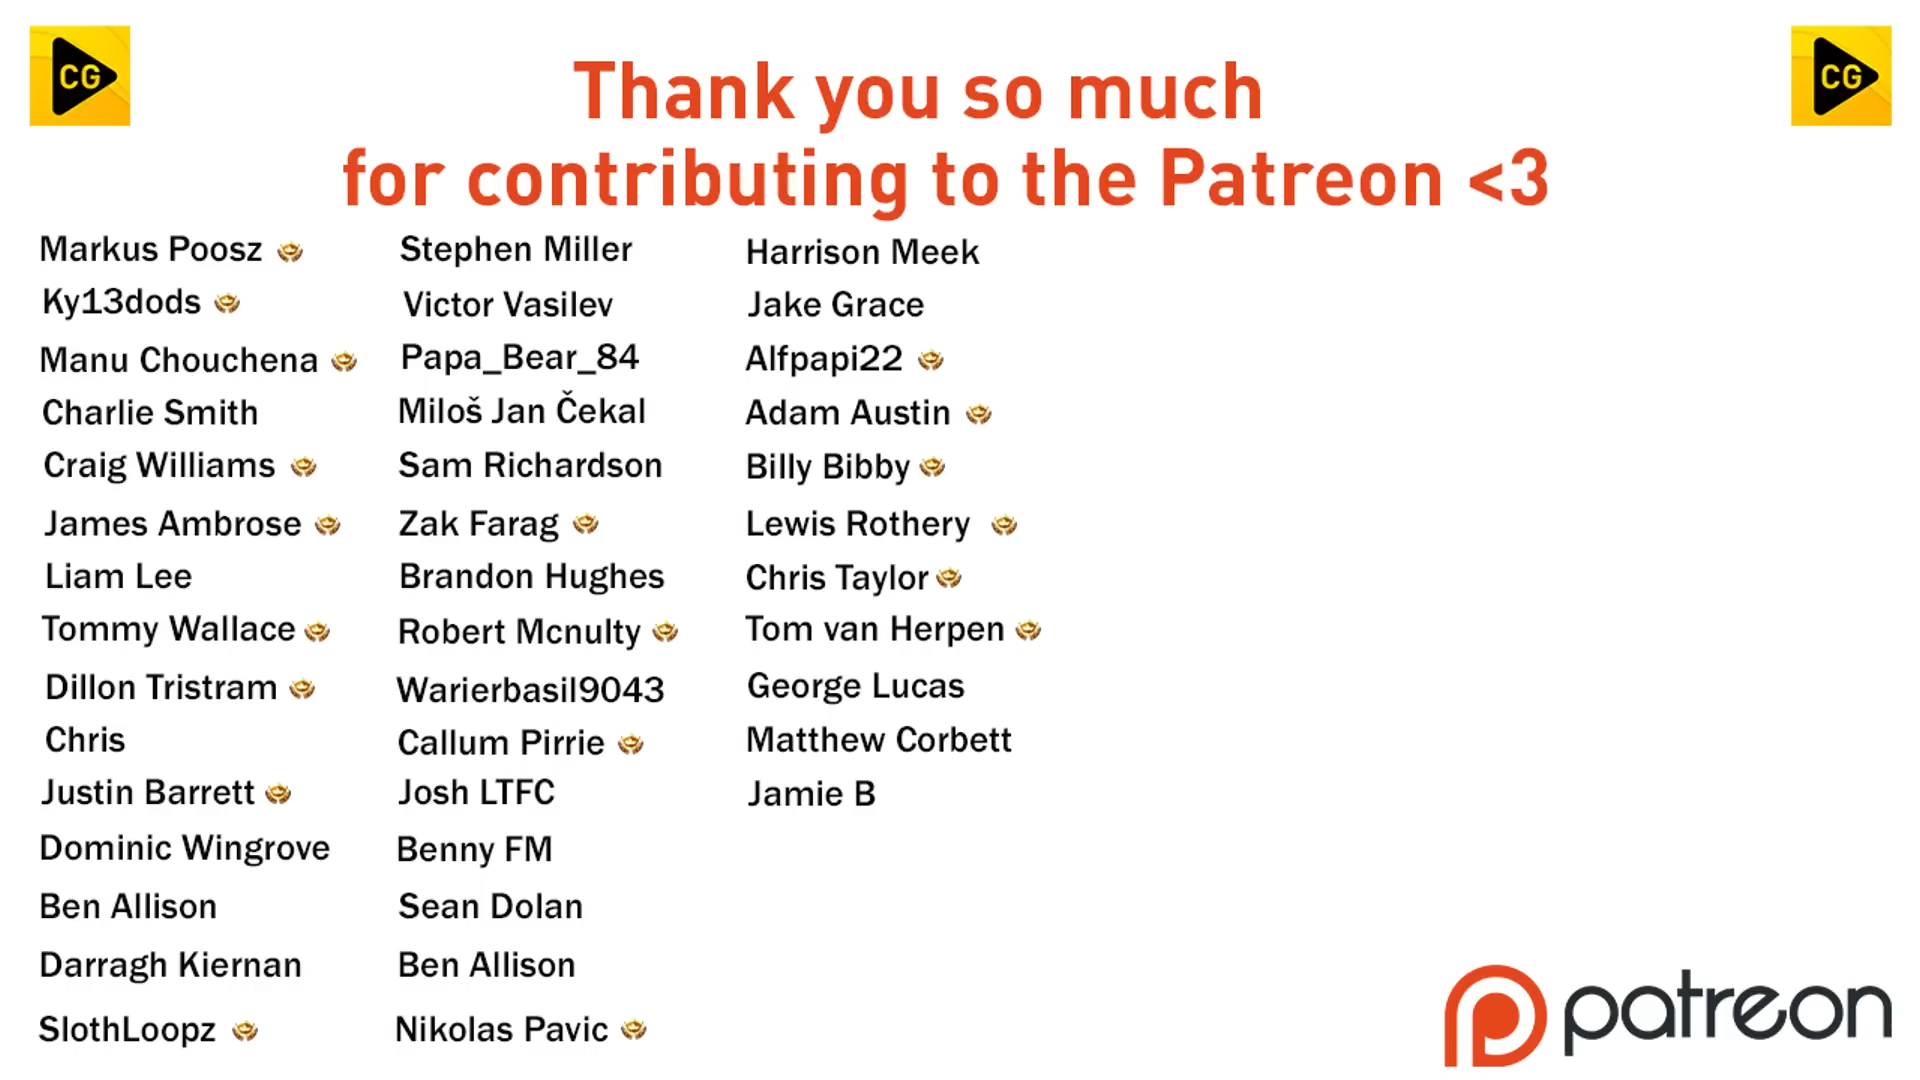 CG
CG
Thank you so much
for contributing to the Patreon <3
Markus Poosz
Ky13dods
Manu Chouchena
Charlie Smith
Craig Williams
James Ambrose
Liam Lee
Tommy Wallace
Dillon Tristram
Chris
Justin Barrett
Dominic Wingrove
Ben Allison
Darragh Kiernan
SlothLoopz
Stephen Miller
Victor Vasilev
Papa_Bear_84
Miloš Jan Čekal
Sam Richardson
Zak Farag
Brandon Hughes
Robert Mcnulty
Warierbasil9043
Callum Pirrie
Josh LTFC
Benny FM
Sean Dolan
Ben Allison
Nikolas Pavic
Harrison Meek
Jake Grace
Alfpapi22
Adam Austin
Billy Bibby
Lewis Rothery
Chris Taylor
Tom van Herpen
George Lucas
Matthew Corbett
Jamie B
patreon